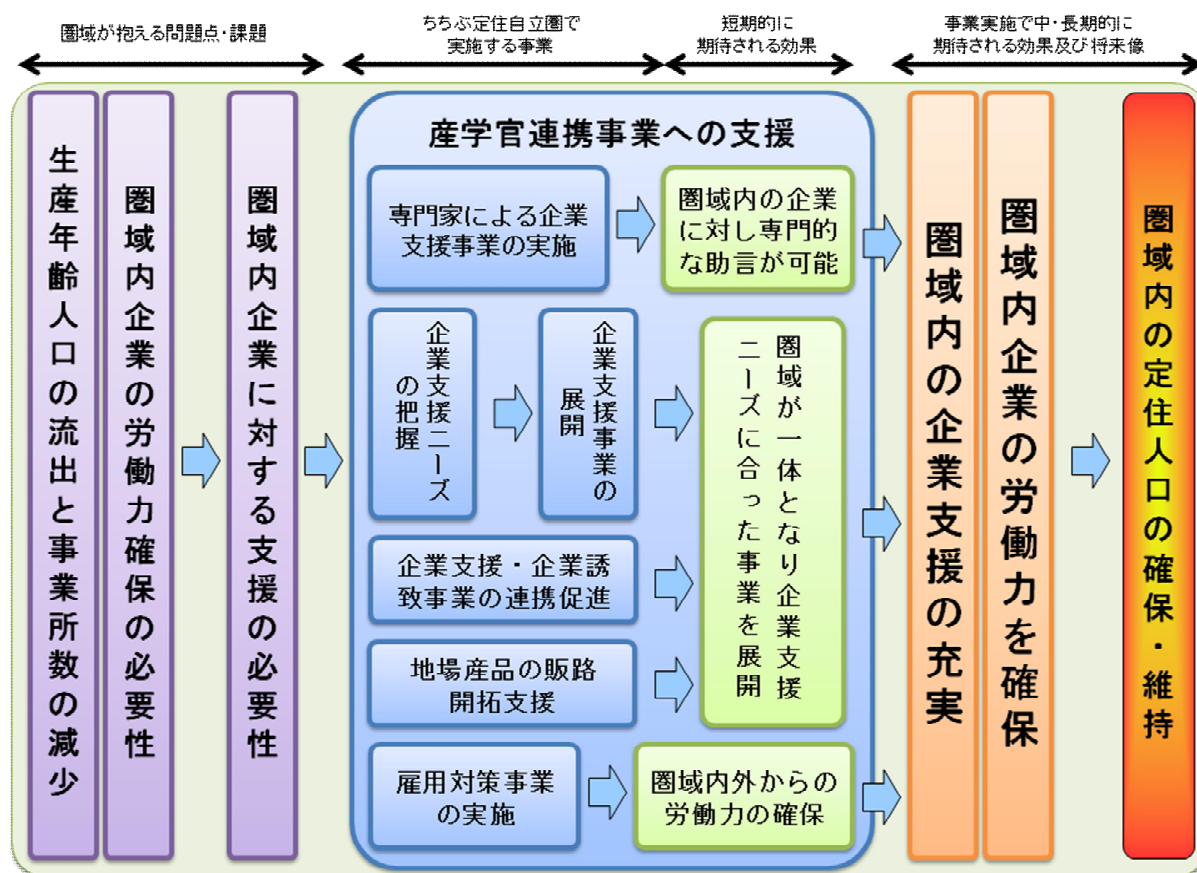 圏域が抱える問題点・課題
ちちぶ定住自立圏で
実施する事業
短期的に
期待される効果
事業実施で中・長期的に
期待される効果及び将来像
生産年齢人口の流出と事業所数の減少
圏域内企業の労働力確保の必要性
圏域内企業に対する支援の必要性
産学官連携事業への支援
専門家による企業
支援事業の実施
圏域内の企業
に対し専門的
な助言が可能
企業支援ニーズ
の把握
企業支援事業の
展開
圏域が一体となり企業支援
ニーズに合った事業を展開
企業支援・企業誘
致事業の連携促進
地場産品の販路
開拓支援
雇用対策事業
の実施
圏域内外からの
労働力の確保
圏域内の企業支援の充実
圏域内企業の労働力を確保
圏域内の定住人口の確保・維持